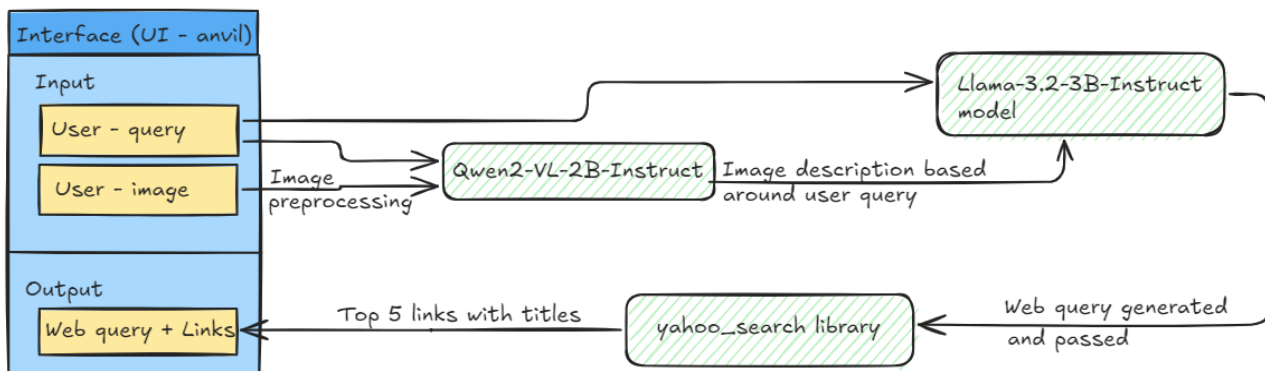 Interface (UI - anvil)
Input
User - query
User - image
Image
preprocessing
Qwen2-VL-2B-Instruct
Image description based
around user query
Llama-3.2-3B-Instruct
model
Output
Web query + Links
Top 5 links with titles
yahoo_search library
Web query generated
and passed